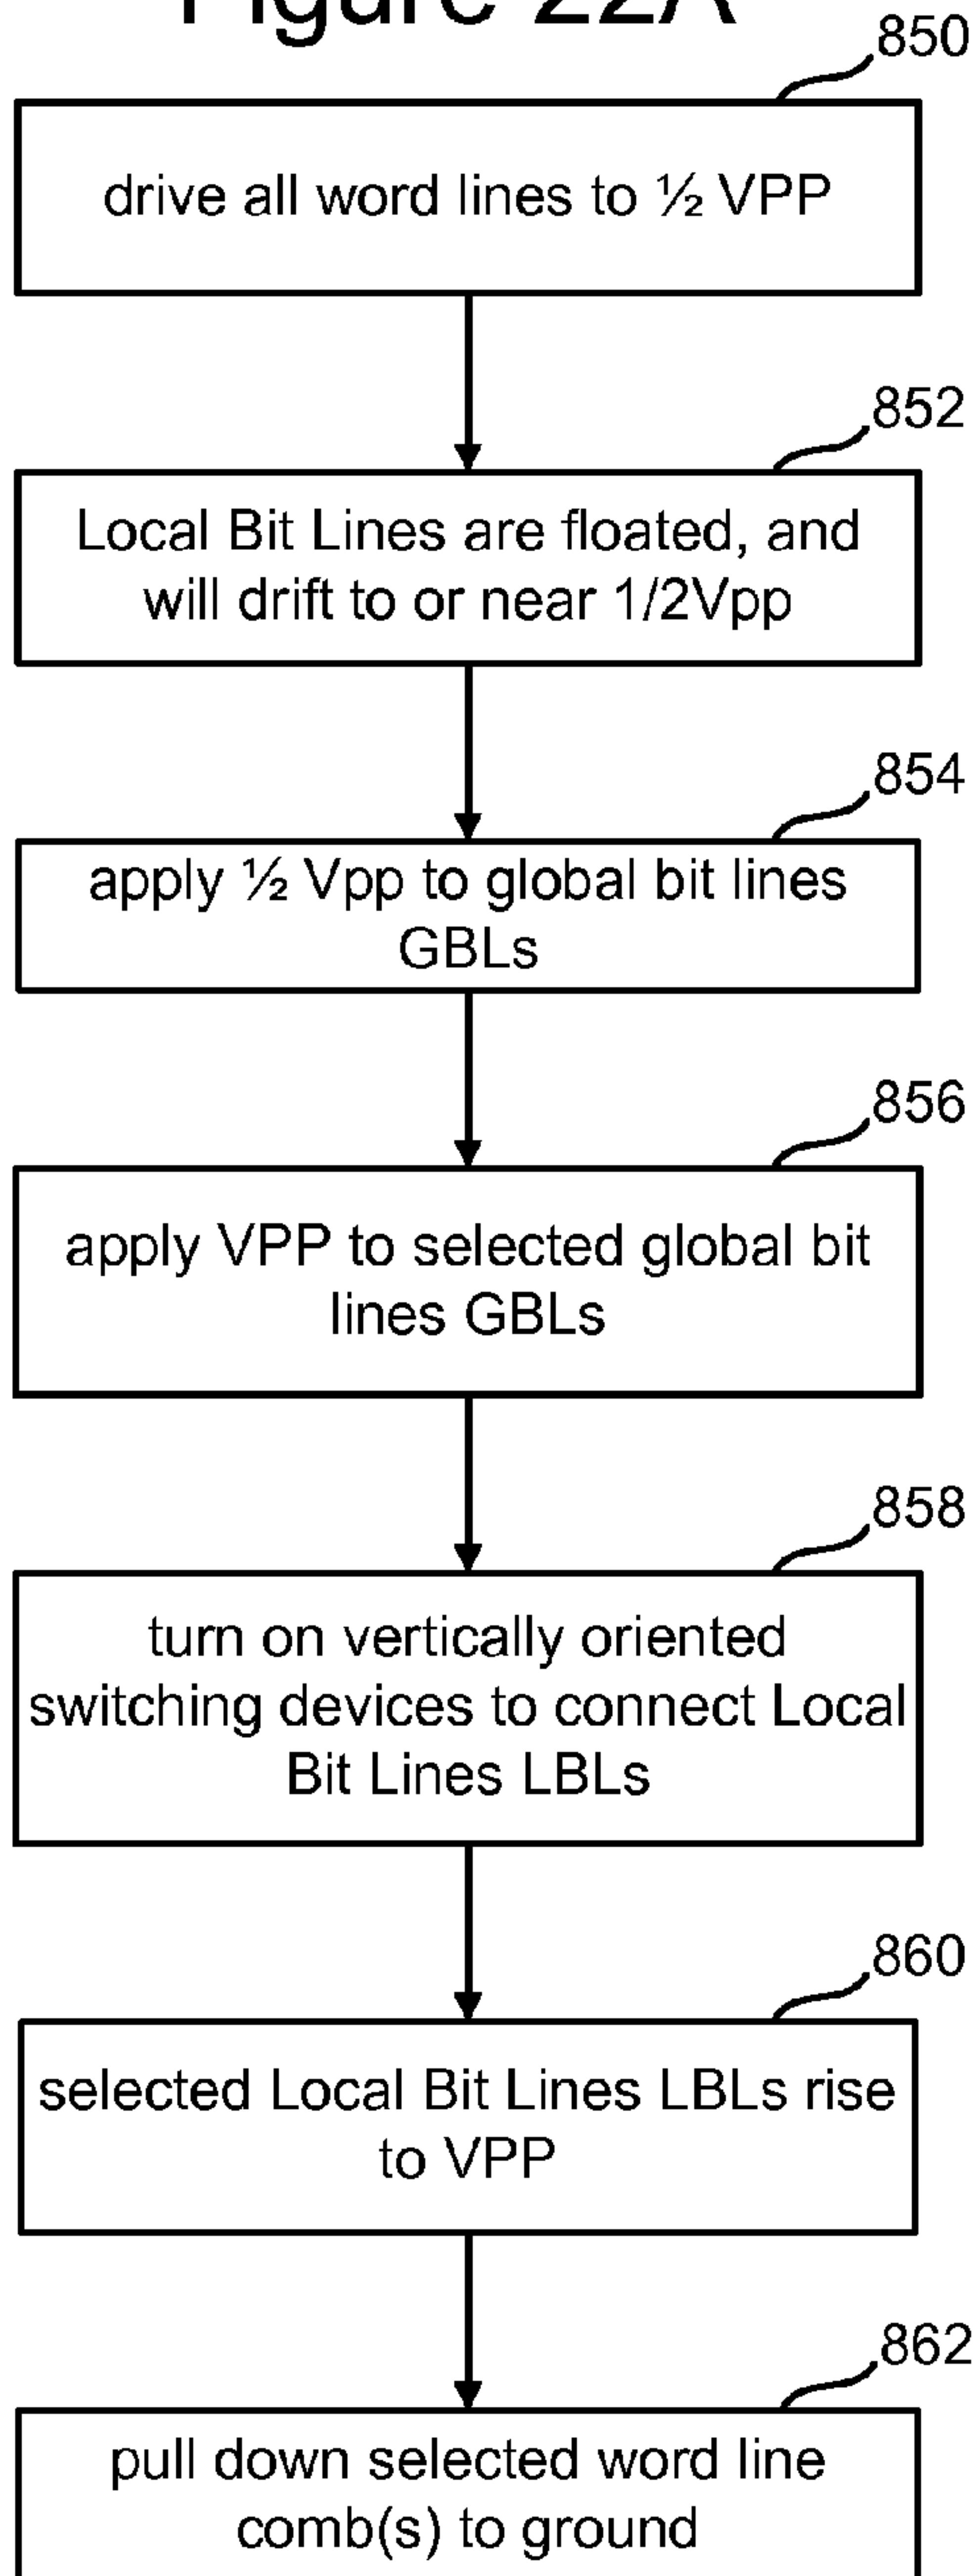 Figure 22A
850
drive all word lines to ½ VPP
852
Local Bit Lines are floated, and
will drift to or near 1/2Vpp
854
apply ½ Vpp to global bit lines
GBLs
856
apply VPP to selected global bit
lines GBLs
858
turn on vertically oriented
switching devices to connect Local
Bit Lines LBLs
860
selected Local Bit Lines LBLs rise
to VPP
862
pull down selected word line
comb(s) to ground